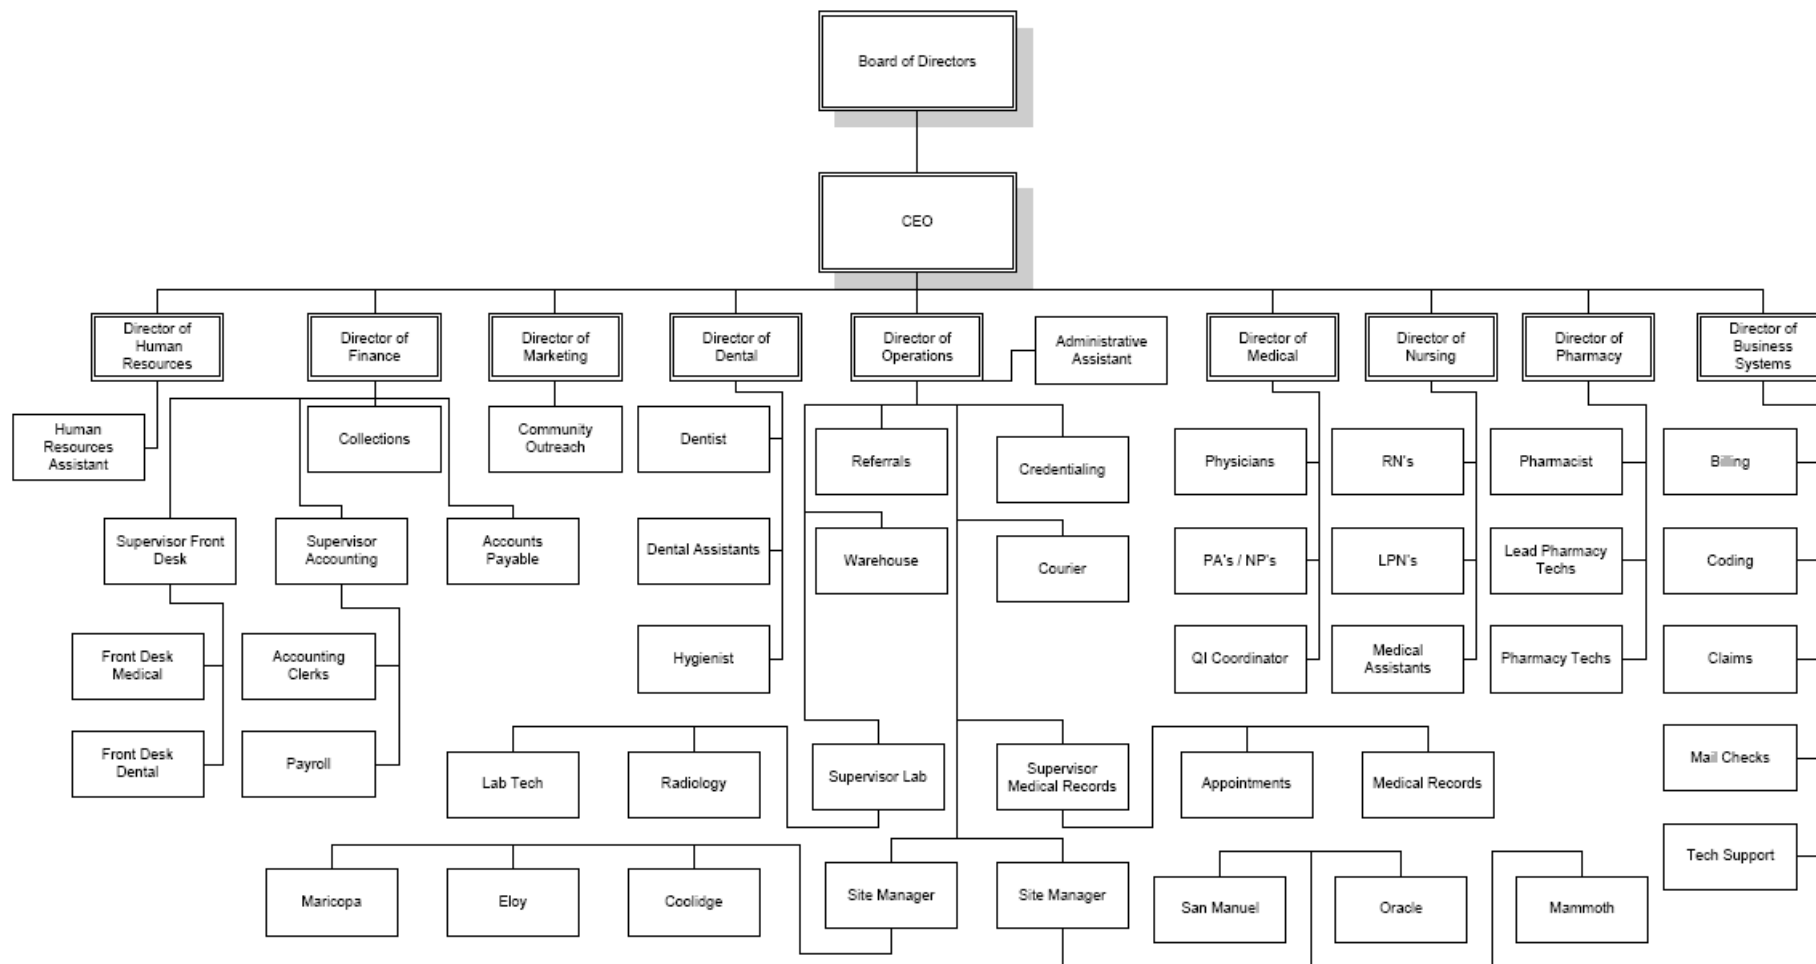 Board of Directors
CEO
Director of
Human
Resources
Director of
Finance
Director of
Marketing
Director of
Dental
Director of
Operations
Administrative
Assistant
Director of
Medical
Director of
Nursing
Director of
Pharmacy
Director of
Business
Systems
Human
Resources
Assistant
Collections
Community
Outreach
Dentist
Referrals
Credentialing
Physicians
RN's
Pharmacist
Billing
Supervisor Front
Desk
Supervisor
Accounting
Accounts
Payable
Dental Assistants
Warehouse
Courier
PA's / NP's
LPN's
Lead Pharmacy
Techs
Coding
Front Desk
Medical
Accounting
Clerks
Hygienist
QI Coordinator
Medical
Assistants
Pharmacy Techs
Claims
Front Desk
Dental
Payroll
Lab Tech
Radiology
Supervisor Lab
Supervisor
Medical Records
Appointments
Medical Records
Mail Checks
Maricopa
Eloy
Coolidge
Site Manager
Site Manager
San Manuel
Oracle
Mammoth
Tech Support